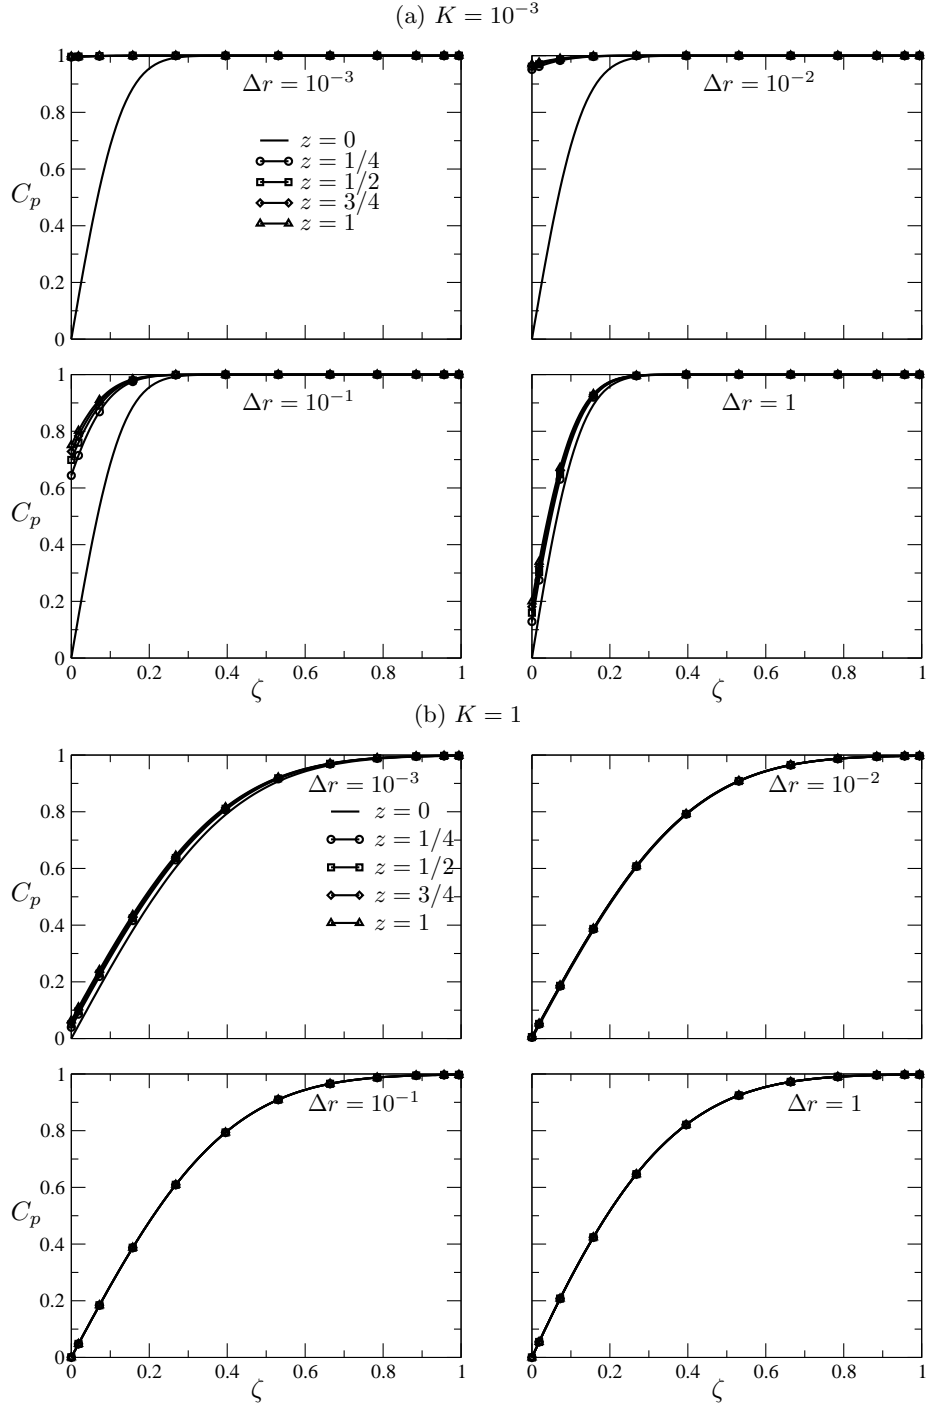 (a) K = 10⁻³
1
0.8
0.6
0.4
0.2
0
C_p
Δr = 10⁻³
z = 0
z = 1/4
z = 1/2
z = 3/4
z = 1
Δr = 10⁻²
1
0.8
0.6
0.4
0.2
0
C_p
Δr = 10⁻¹
0 0.2 0.4 0.6 0.8 1
ζ
Δr = 1
0 0.2 0.4 0.6 0.8 1
ζ
(b) K = 1
1
0.8
0.6
0.4
0.2
0
C_p
Δr = 10⁻³
z = 0
z = 1/4
z = 1/2
z = 3/4
z = 1
Δr = 10⁻²
1
0.8
0.6
0.4
0.2
0
C_p
Δr = 10⁻¹
0 0.2 0.4 0.6 0.8 1
ζ
Δr = 1
0 0.2 0.4 0.6 0.8 1
ζ